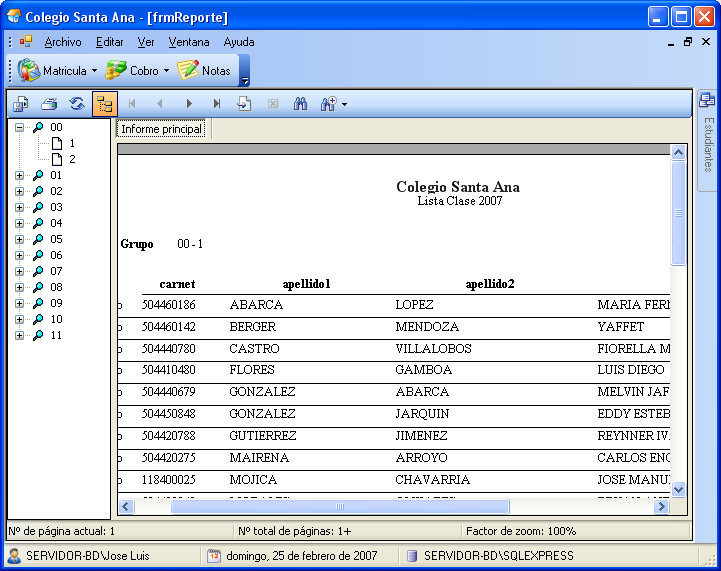 Colegio Santa Ana - [frmReporte]
Archivo Editar Ver Ventana Ayuda
Matricula Cobro Notas
Informe principal
00
1
2
01
02
03
04
05
06
07
08
09
10
11
Colegio Santa Ana
Lista Clase 2007
Grupo 00 - 1
carnet apellido1 apellido2
o 504460186 ABARCA LOPEZ MARIA FERN
o 504460142 BERGER MENDOZA YAFFET
o 504440780 CASTRO VILLALOBOS FIORELLA M
o 504410480 FLORES GAMBOA LUIS DIEGO
o 504440679 GONZALEZ ABARCA MELVIN JAF
o 504450848 GONZALEZ JARQUIN EDDY ESTEB
o 504420788 GUTIERREZ JIMENEZ REYNNER IV
o 504420275 MAIRENA ARROYO CARLOS ENC
o 118400025 MOJICA CHAVARRIA JOSE MANUI
Estudiantes
Nº de página actual: 1 Nº total de páginas: 1+ Factor de zoom: 100%
SERVIDOR-BD\Jose Luis domingo, 25 de febrero de 2007 SERVIDOR-BD\SQLEXPRESS